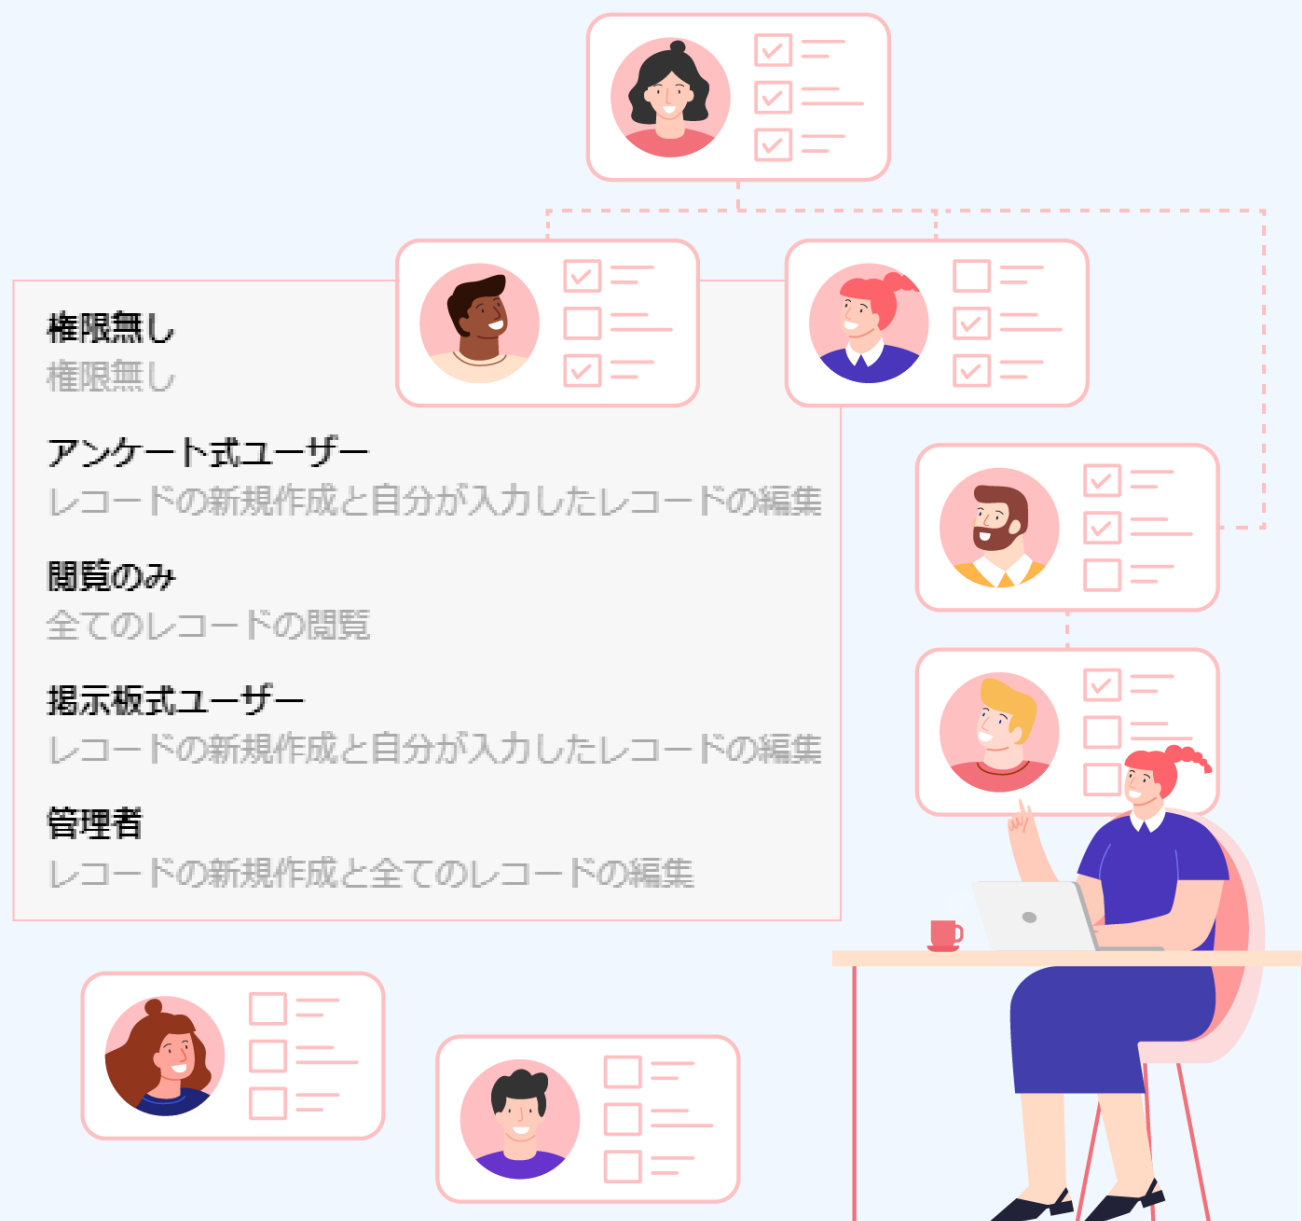 権限無し
権限無し
アンケート式ユーザー
レコードの新規作成と自分が入力したレコードの編集
閲覧のみ
全てのレコードの閲覧
掲示板式ユーザー
レコードの新規作成と自分が入力したレコードの編集
管理者
レコードの新規作成と全てのレコードの編集